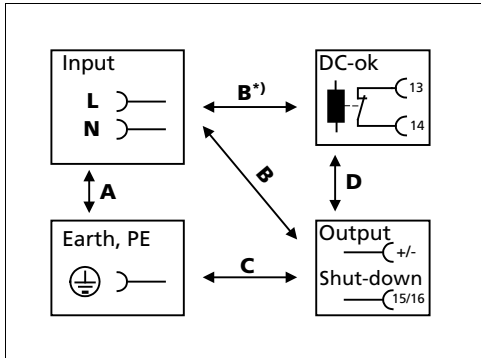 Input
L
N
B*)
DC-ok
13
14
A
B
D
Earth, PE
C
Output
+/-
Shut-down
15/16